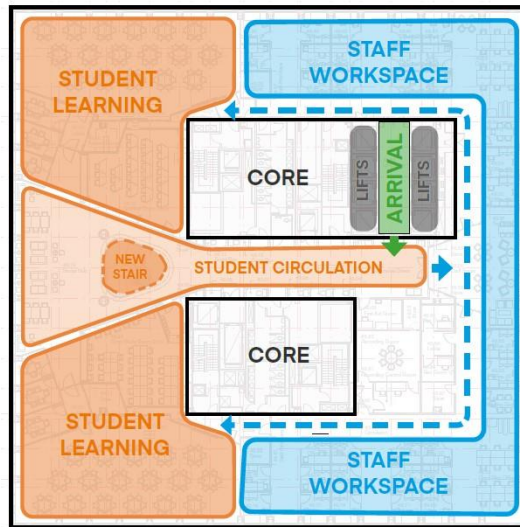 STUDENT
LEARNING
STAFF
WORKSPACE
CORE
LIFTS
ARRIVAL
LIFTS
NEW
STAIR
STUDENT CIRCULATION
CORE
STUDENT
LEARNING
STAFF
WORKSPACE